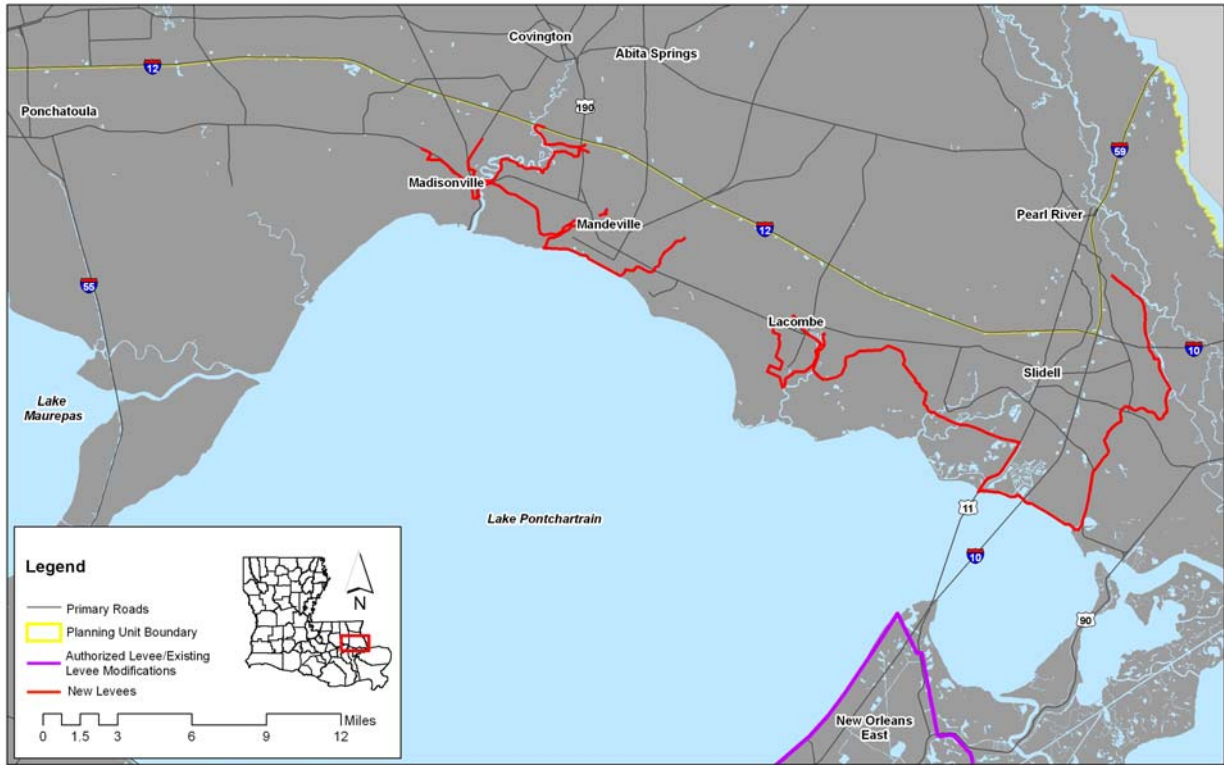 Covington
Abita Springs
12
190
Ponchatoula
59
Madisonville
Pearl River
Mandeville
12
55
Lacombe
10
Slidell
Lake
Maurepas
11
Lake Pontchartrain
10
90
New Orleans
East
Legend
N
Primary Roads
Planning Unit Boundary
Authorized Levee/Existing
Levee Modifications
New Levees
Miles
0 1.5 3 6 9 12